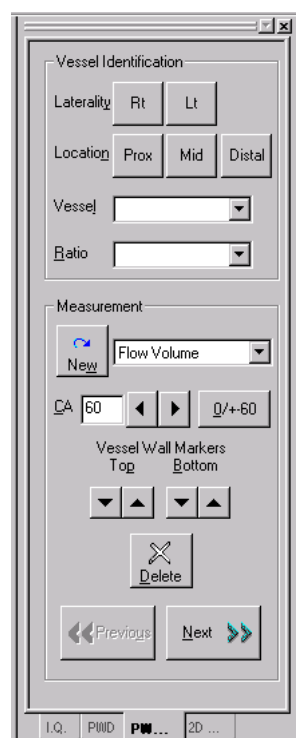 Vessel Identification
Laterality Rt Lt
Location Prox Mid Distal
Vessel
Ratio
Measurement
New Flow Volume
CA 60 0/+-60
Vessel Wall Markers
Top Bottom
Delete
Previous Next
I.Q. PWD PW... 2D ...